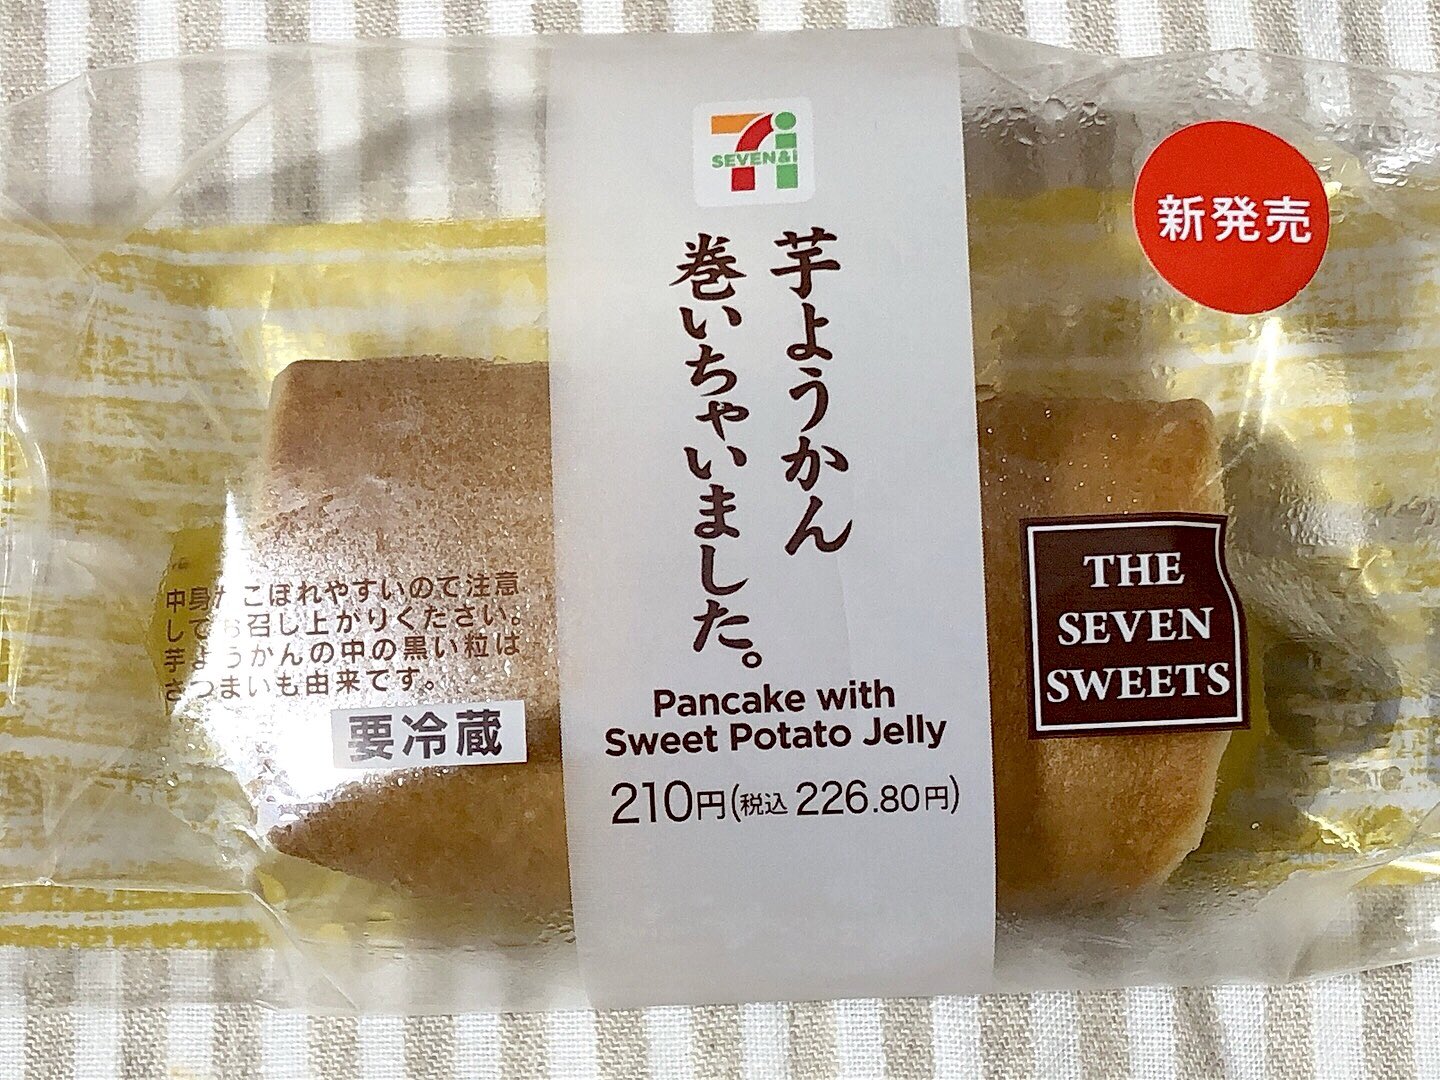 SEVEN&i
新発売
芋ようかん
巻いちゃいました。
Pancake with
Sweet Potato Jelly
210円(税込 226.80円)
中身がこぼれやすいので注意
してお召し上がりください。
芋ようかんの中の黒い粒は
さつまいも由来です。
要冷蔵
THE
SEVEN
SWEETS